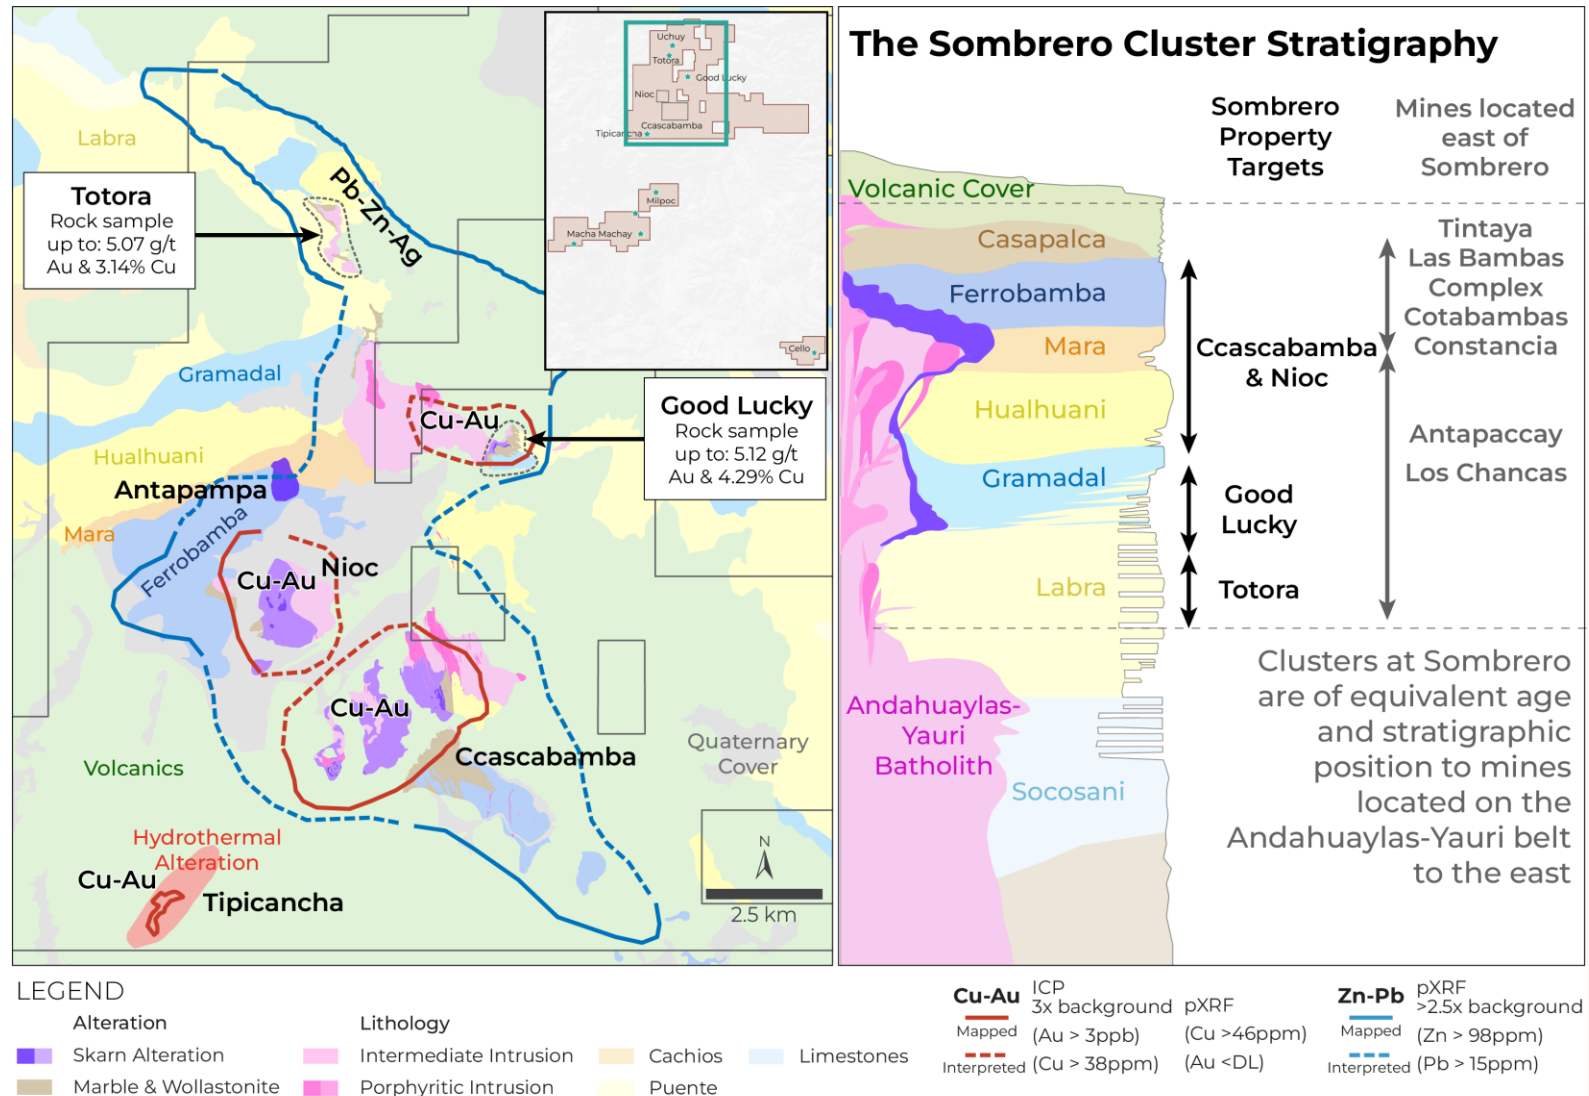 Labra
Totora
Rock sample
up to: 5.07 g/t
Au & 3.14% Cu
Pb-Zn-Ag
Gramadal
Cu-Au
Good Lucky
Rock sample
up to: 5.12 g/t
Au & 4.29% Cu
Hualhuani
Antapampa
Mara
Ferrobamba
Cu-Au
Nioc
Cu-Au
Ccascabamba
Quaternary
Cover
Volcanics
Hydrothermal
Alteration
Cu-Au
Tipicancha
N
2.5 km
Uchuy
Totora
Good Lucky
Nioc
Ccascabamba
Tipicancha
Milpoc
Macha Machay
Cello
The Sombrero Cluster Stratigraphy
Sombrero
Property
Targets
Mines located
east of
Sombrero
Volcanic Cover
Casapalca
Ferrobamba
Mara
Hualhuani
Gramadal
Labra
Andahuaylas-
Yauri
Batholith
Socosani
Ccascabamba
& Nioc
Good
Lucky
Totora
Tintaya
Las Bambas
Complex
Cotabambas
Constancia
Antapaccay
Los Chancas
Clusters at Sombrero
are of equivalent age
and stratigraphic
position to mines
located on the
Andahuaylas-Yauri belt
to the east
LEGEND
Alteration
Skarn Alteration
Marble & Wollastonite
Lithology
Intermediate Intrusion
Porphyritic Intrusion
Cachios
Puente
Limestones
Cu-Au
Mapped
Interpreted
ICP
3x background
(Au > 3ppb)
(Cu > 38ppm)
pXRF
(Cu >46ppm)
(Au <DL)
Zn-Pb
Mapped
Interpreted
pXRF
>2.5x background
(Zn > 98ppm)
(Pb > 15ppm)